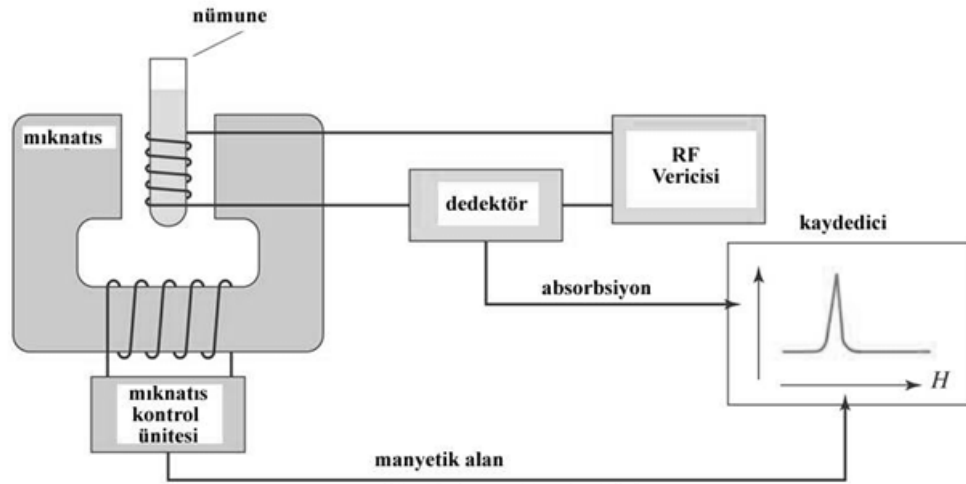 nümune
mıknatıs
RF
Vericisi
dedektör
kaydedici
absorbsiyon
H
mıknatıs
kontrol
ünitesi
manyetik alan